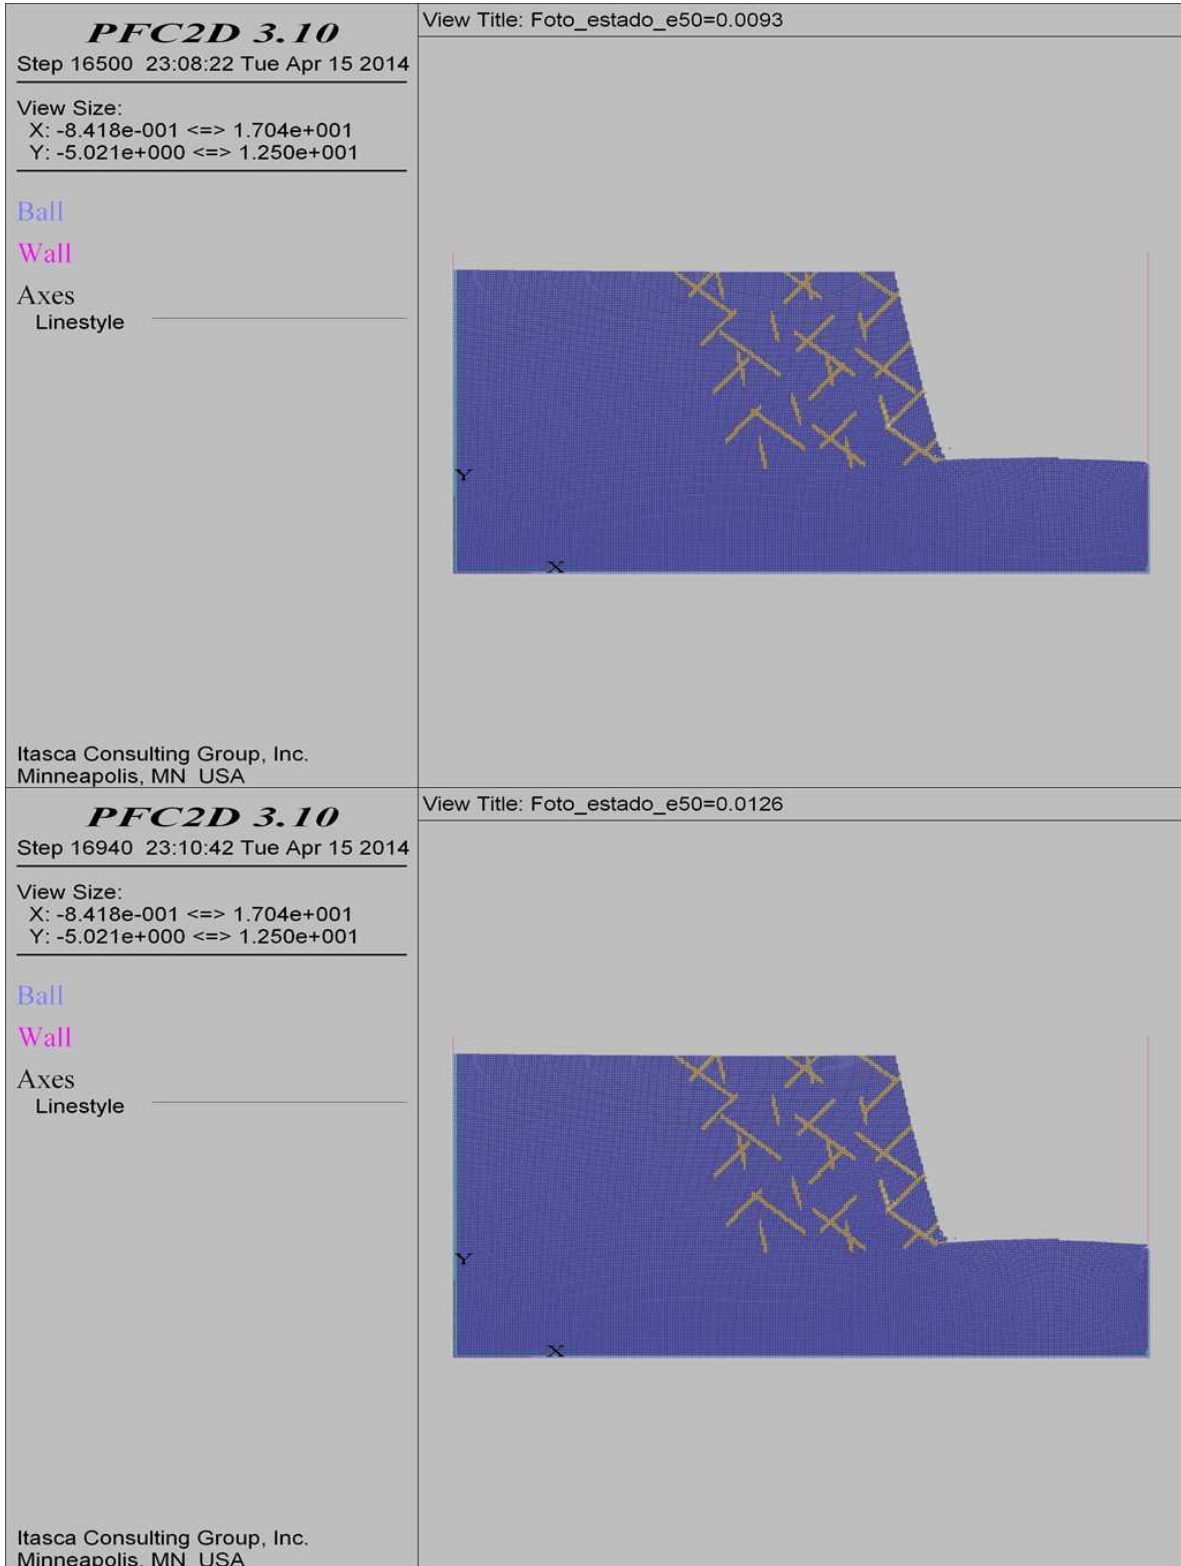 PFC2D 3.10
Step 16500  23:08:22 Tue Apr 15 2014
View Size:
X: -8.418e-001 <=> 1.704e+001
Y: -5.021e+000 <=> 1.250e+001
Ball
Wall
Axes
Linestyle
Itasca Consulting Group, Inc.
Minneapolis, MN  USA
View Title: Foto_estado_e50=0.0093
Y
X
PFC2D 3.10
Step 16940  23:10:42 Tue Apr 15 2014
View Size:
X: -8.418e-001 <=> 1.704e+001
Y: -5.021e+000 <=> 1.250e+001
Ball
Wall
Axes
Linestyle
Itasca Consulting Group, Inc.
Minneapolis, MN  USA
View Title: Foto_estado_e50=0.0126
Y
X